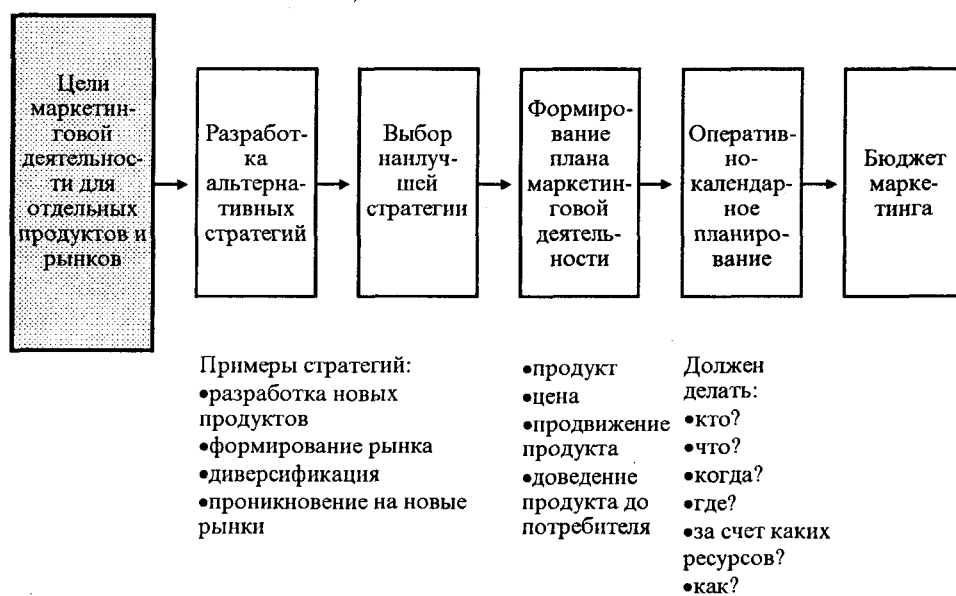 Цели
маркетин-
говой
деятельнос-
ти для
отдельных
продуктов и
рынков
Разработ-
ка
альтерна-
тивных
стратегий
Выбор
наилуч-
шей
стратегии
Формиро-
вание
плана
маркетин-
говой
деятель-
ности
Оператив-
но-
календар-
ное
планиро-
вание
Бюджет
марке-
тинга
Примеры стратегий:
•разработка новых
продуктов
•формирование рынка
•диверсификация
•проникновение на новые
рынки
•продукт
•цена
•продвижение
продукта
•доведение
продукта до
потребителя
Должен
делать:
•кто?
•что?
•когда?
•где?
•за счет каких
ресурсов?
•как?